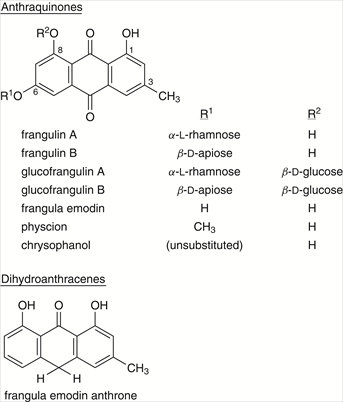 Anthraquinones
R2O O OH
8 1
R1O 6 3 CH3
O
R1 R2
frangulin A α-L-rhamnose H
frangulin B β-D-apiose H
glucofrangulin A α-L-rhamnose β-D-glucose
glucofrangulin B β-D-apiose β-D-glucose
frangula emodin H H
physcion CH3 H
chrysophanol (unsubstituted) H
Dihydroanthracenes
OH O OH
CH3
H H
frangula emodin anthrone